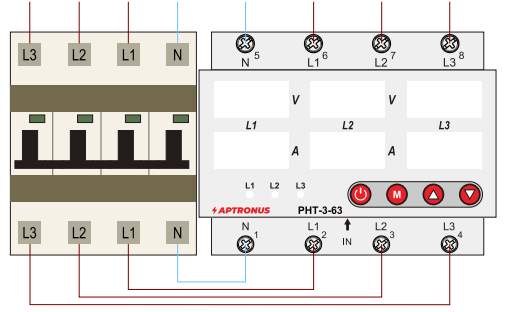 L3 L2 L1 N
N 5 L1 6 L2 7 L3 8
V V
L1 L2 L3
A A
L1 L2 L3
M
APTRONUS PHT-3-63
L3 L2 L1 N
N L1 L2 L3
1 2 IN 3 4